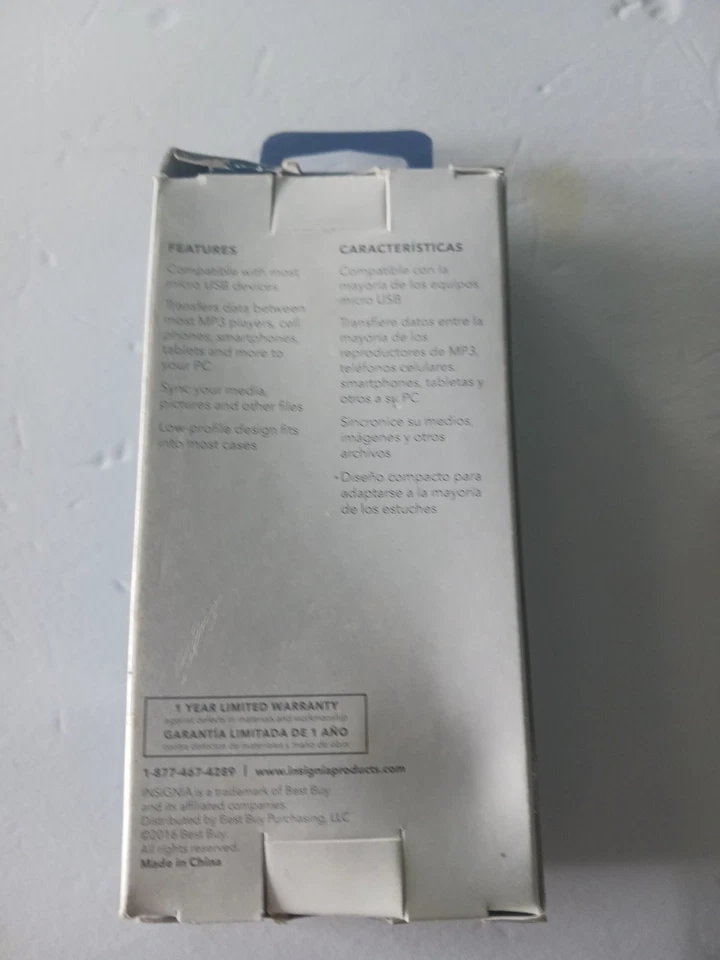 FEATURES
Compatible with most
micro USB devices
Transfers data between
most MP3 players, cell
phones, smartphones,
tablets and more to
your PC
Sync your media,
pictures and other files
Low-profile design fits
into most cases
CARACTERÍSTICAS
Compatible con la
mayoría de los equipos
micro USB
Transfiere datos entre la
mayoría de los
reproductores de MP3,
teléfonos celulares,
smartphones, tabletas y
otros a su PC
Sincronice su medios,
imágenes y otros
archivos
Diseño compacto para
adaptarse a la mayoría
de los estuches
1 YEAR LIMITED WARRANTY
against defects in materials and workmanship
GARANTÍA LIMITADA DE 1 AÑO
contra defectos de materiales y mano de obra
1-877-467-4289 | www.insigniaproducts.com
INSIGNIA is a trademark of Best Buy
and its affiliated companies.
Distributed by Best Buy Purchasing, LLC
©2016 Best Buy.
All rights reserved.
Made in China